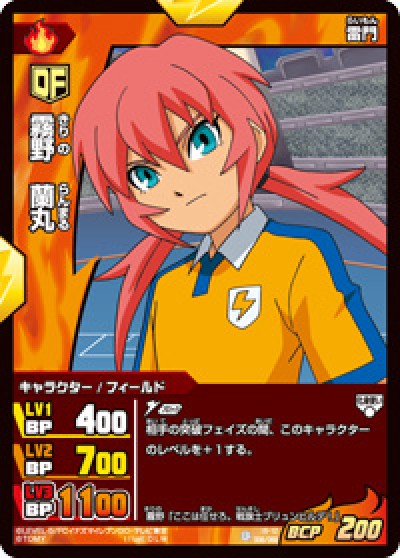 らいもん
雷門
DF
きりの
霧野
らんまる
蘭丸
キャラクター / フィールド
LV1
BP 400
LV2
BP 700
LV3
BP 1100
相手の突破フェイズの間、このキャラクター
のレベルを+1する。
霧野「ここは任せろ。戦旗士ブリュンヒルデ!」
©TOMY
BCP 200